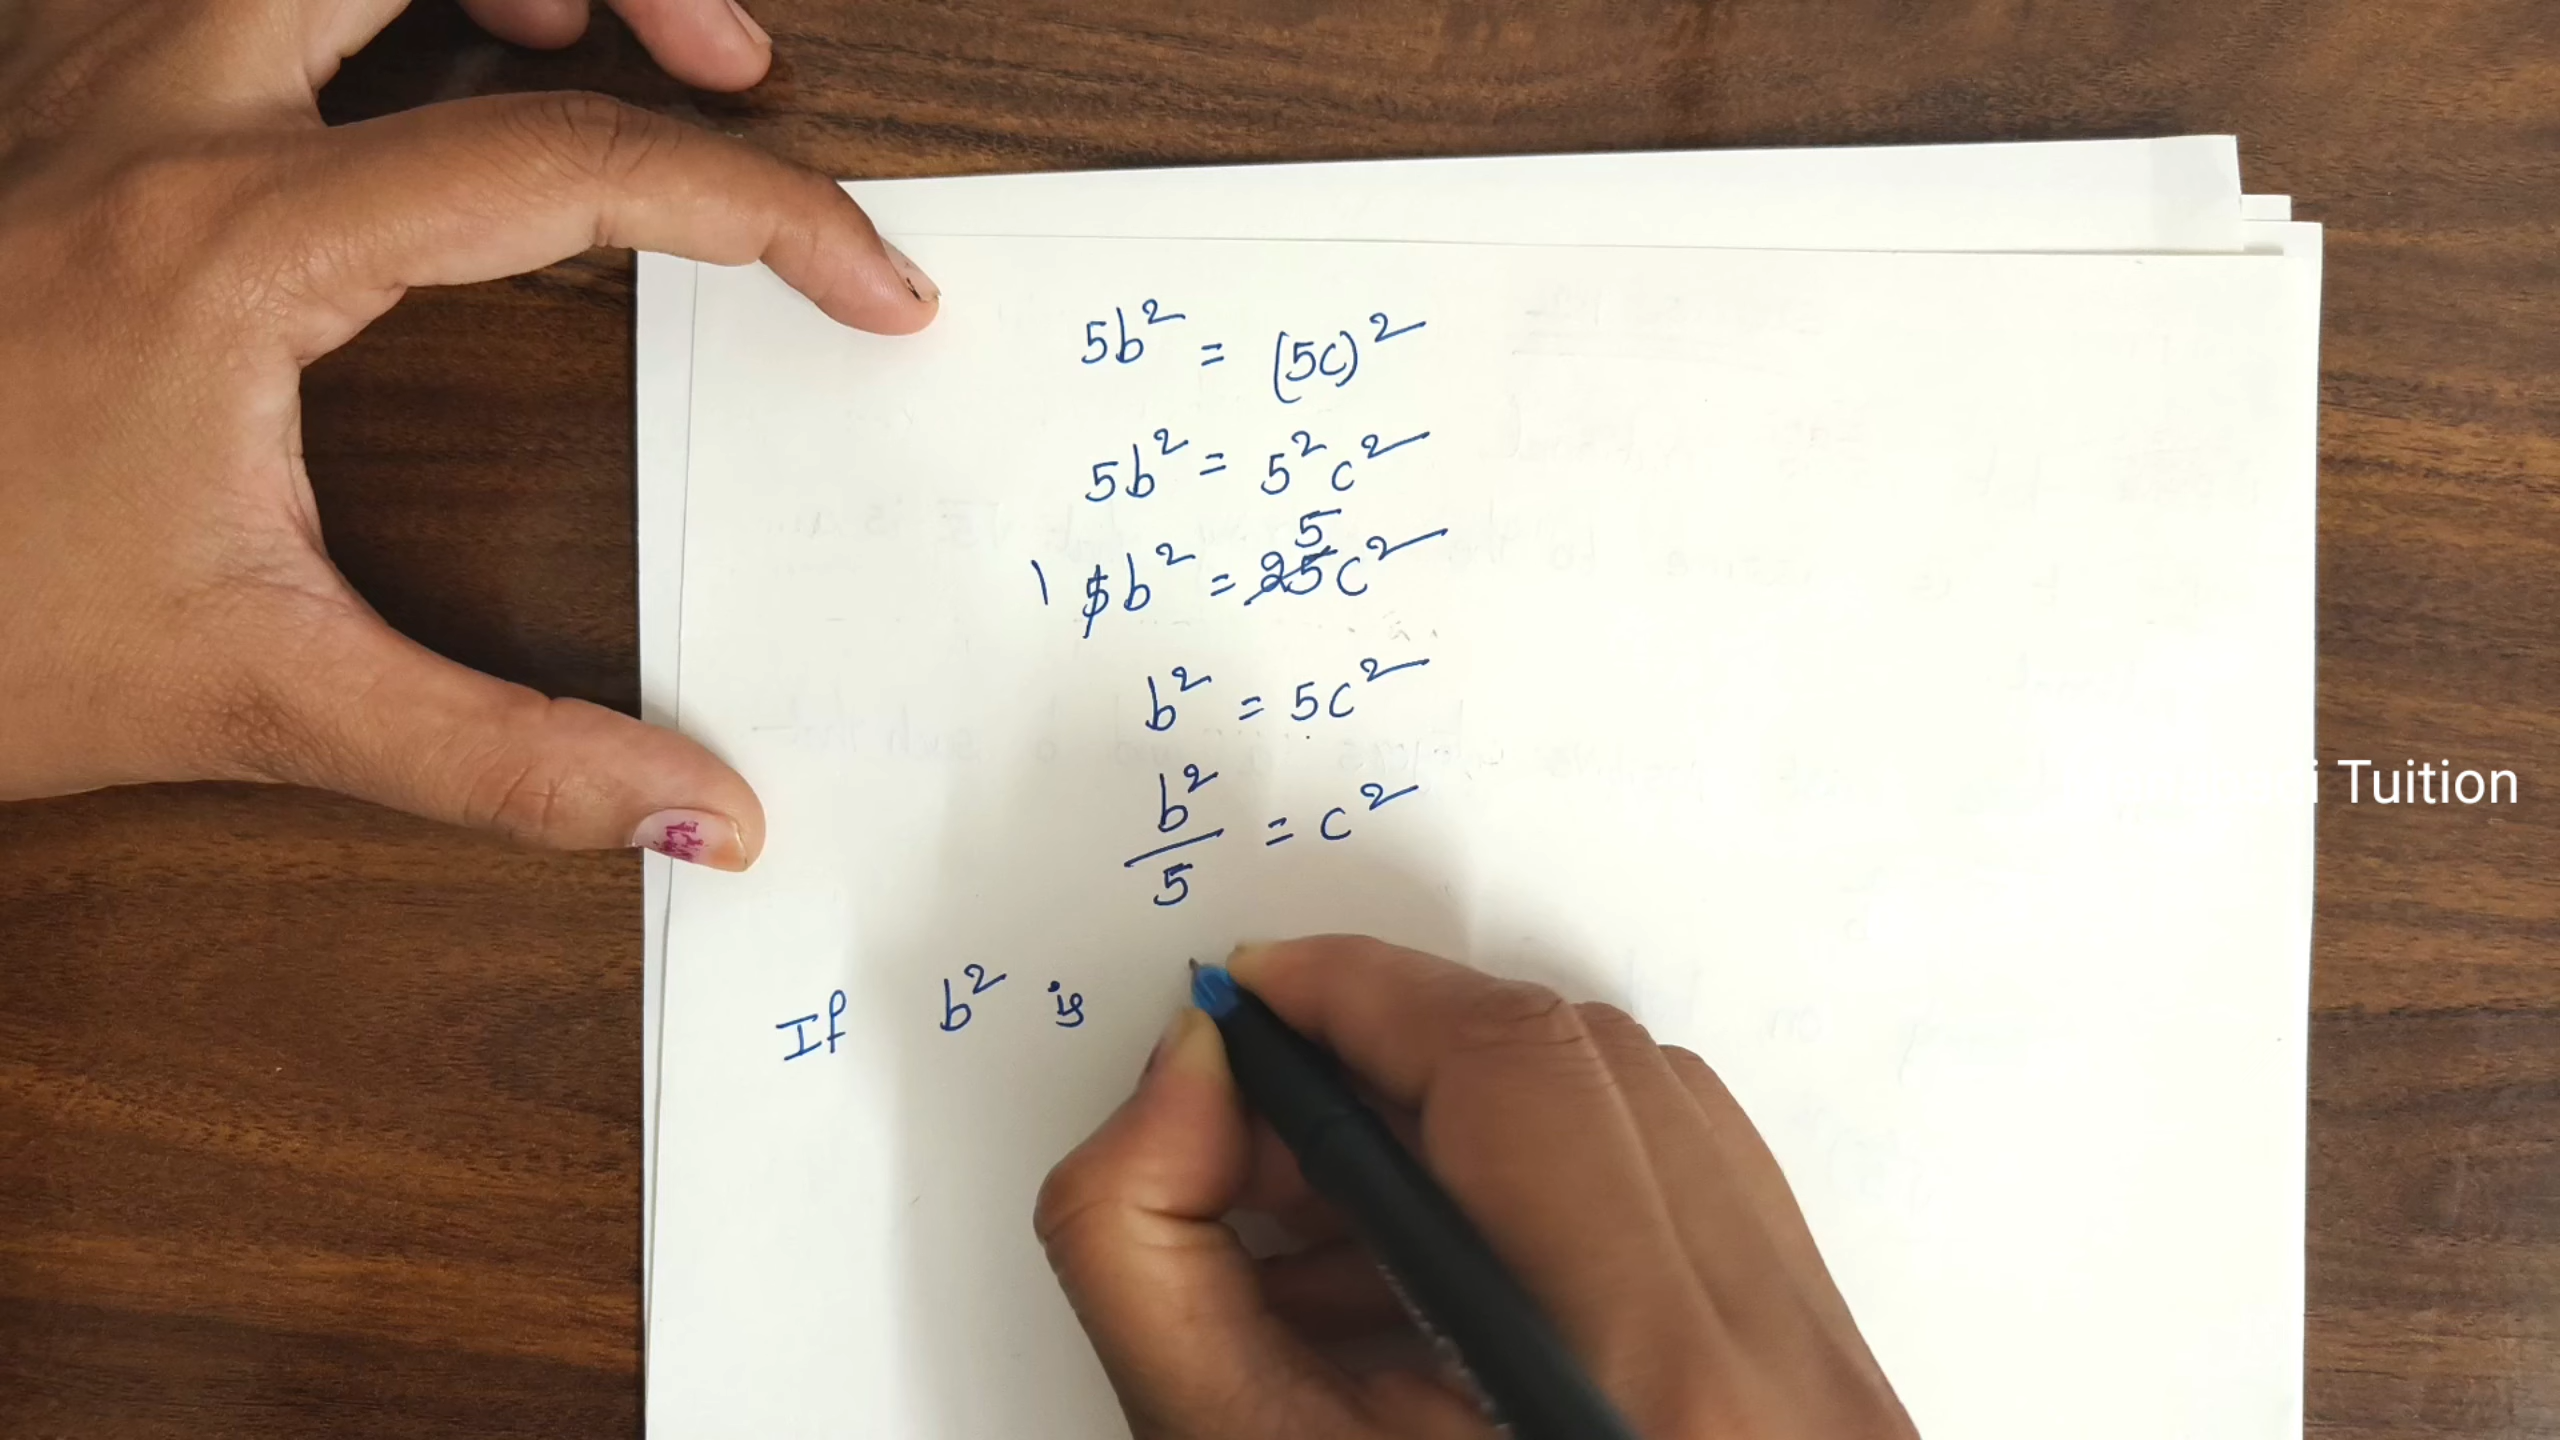 5b² = (5c)²
5b² = 5²c²
5
1 5b² = 25c²
b² = 5c²
b²/5 = c²
If b² is
Tuition